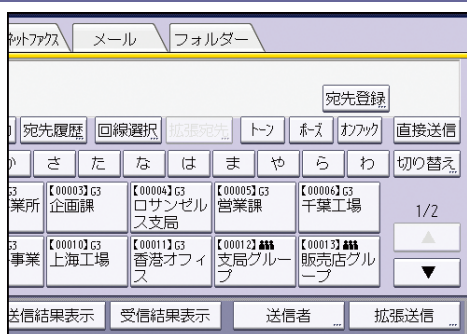 ネットファクス メール フォルダー
宛先登録
宛先履歴 回線選択 拡張宛先 トーン ポーズ オンフック 直接送信
か さ た な は ま や ら わ 切り替え
G3 【00003】G3 【00004】G3 【00005】G3 【00006】G3
業所 企画課 ロサンゼル 営業課 千葉工場
ス支局
1/2
G3 【00010】G3 【00011】G3 【00012】 【00013】
事業 上海工場 香港オフィ 支局グルー 販売店グル
ス プ ープ
送信結果表示 受信結果表示 送信者 ... 拡張送信 ...